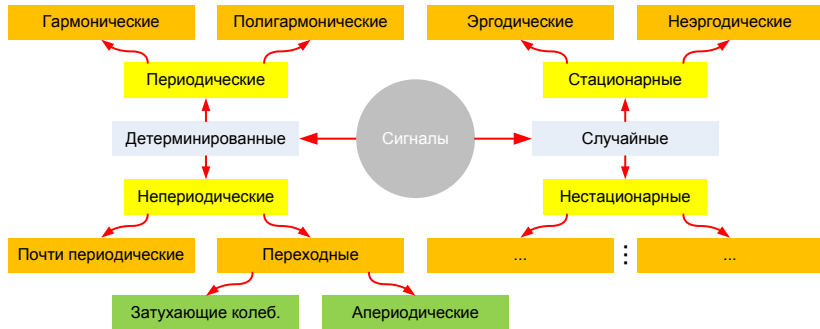 Гармонические
Полигармонические
Эргодические
Неэргодические
Периодические
Стационарные
Детерминированные
Сигналы
Случайные
Непериодические
Нестационарные
Почти периодические
Переходные
...
...
Затухающие колеб.
Апериодические